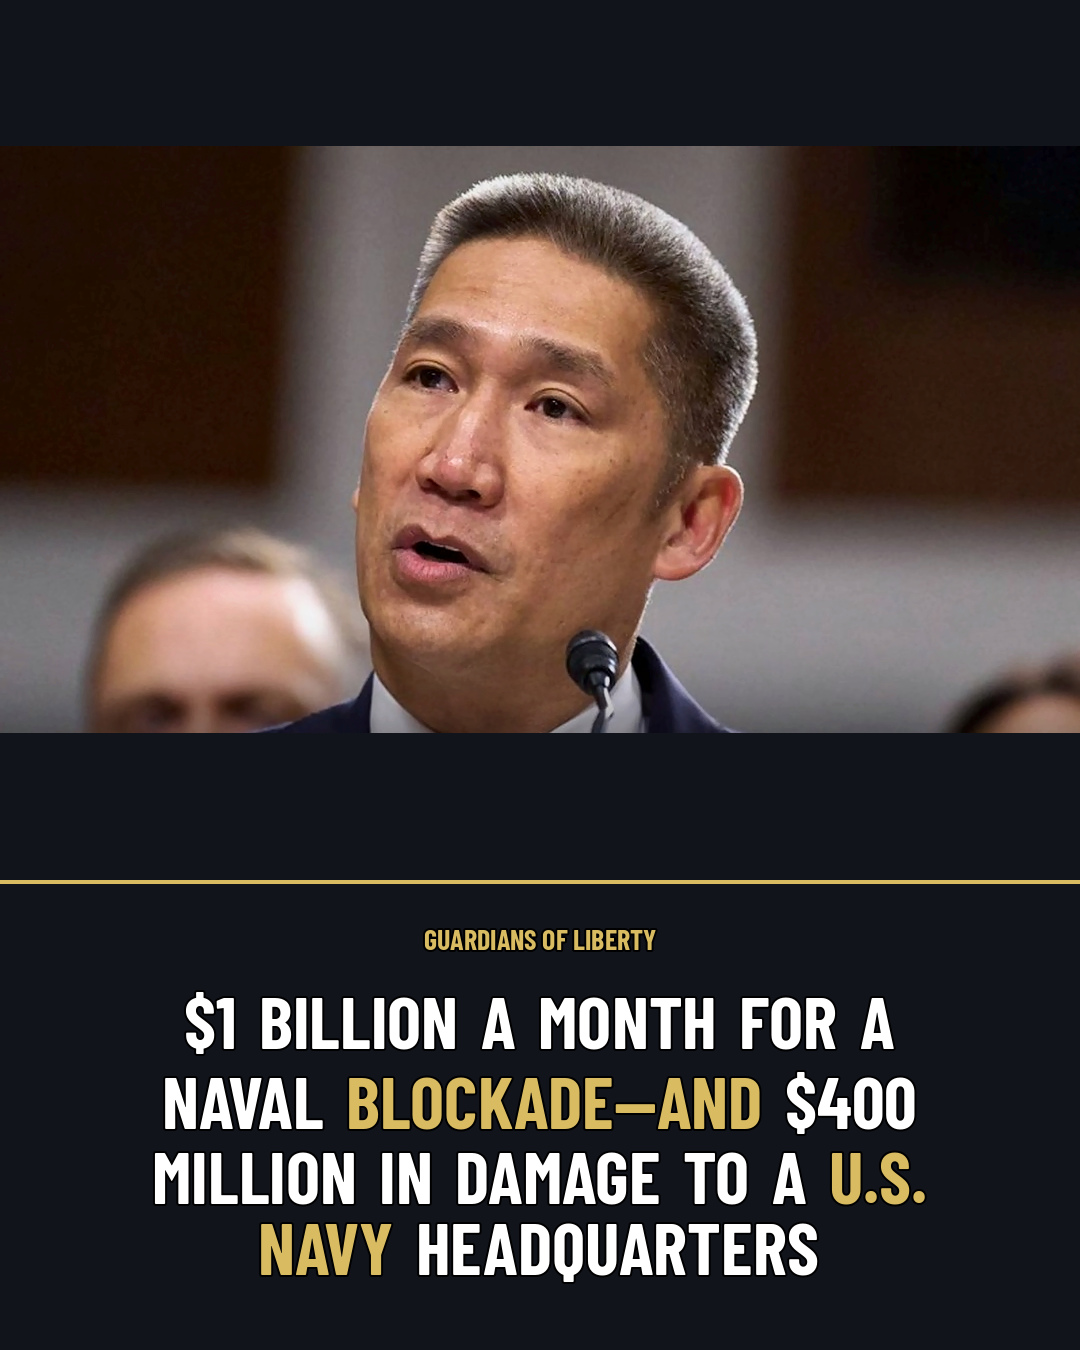 GUARDIANS OF LIBERTY
$1 BILLION A MONTH FOR A
NAVAL BLOCKADE—AND $400
MILLION IN DAMAGE TO A U.S.
NAVY HEADQUARTERS